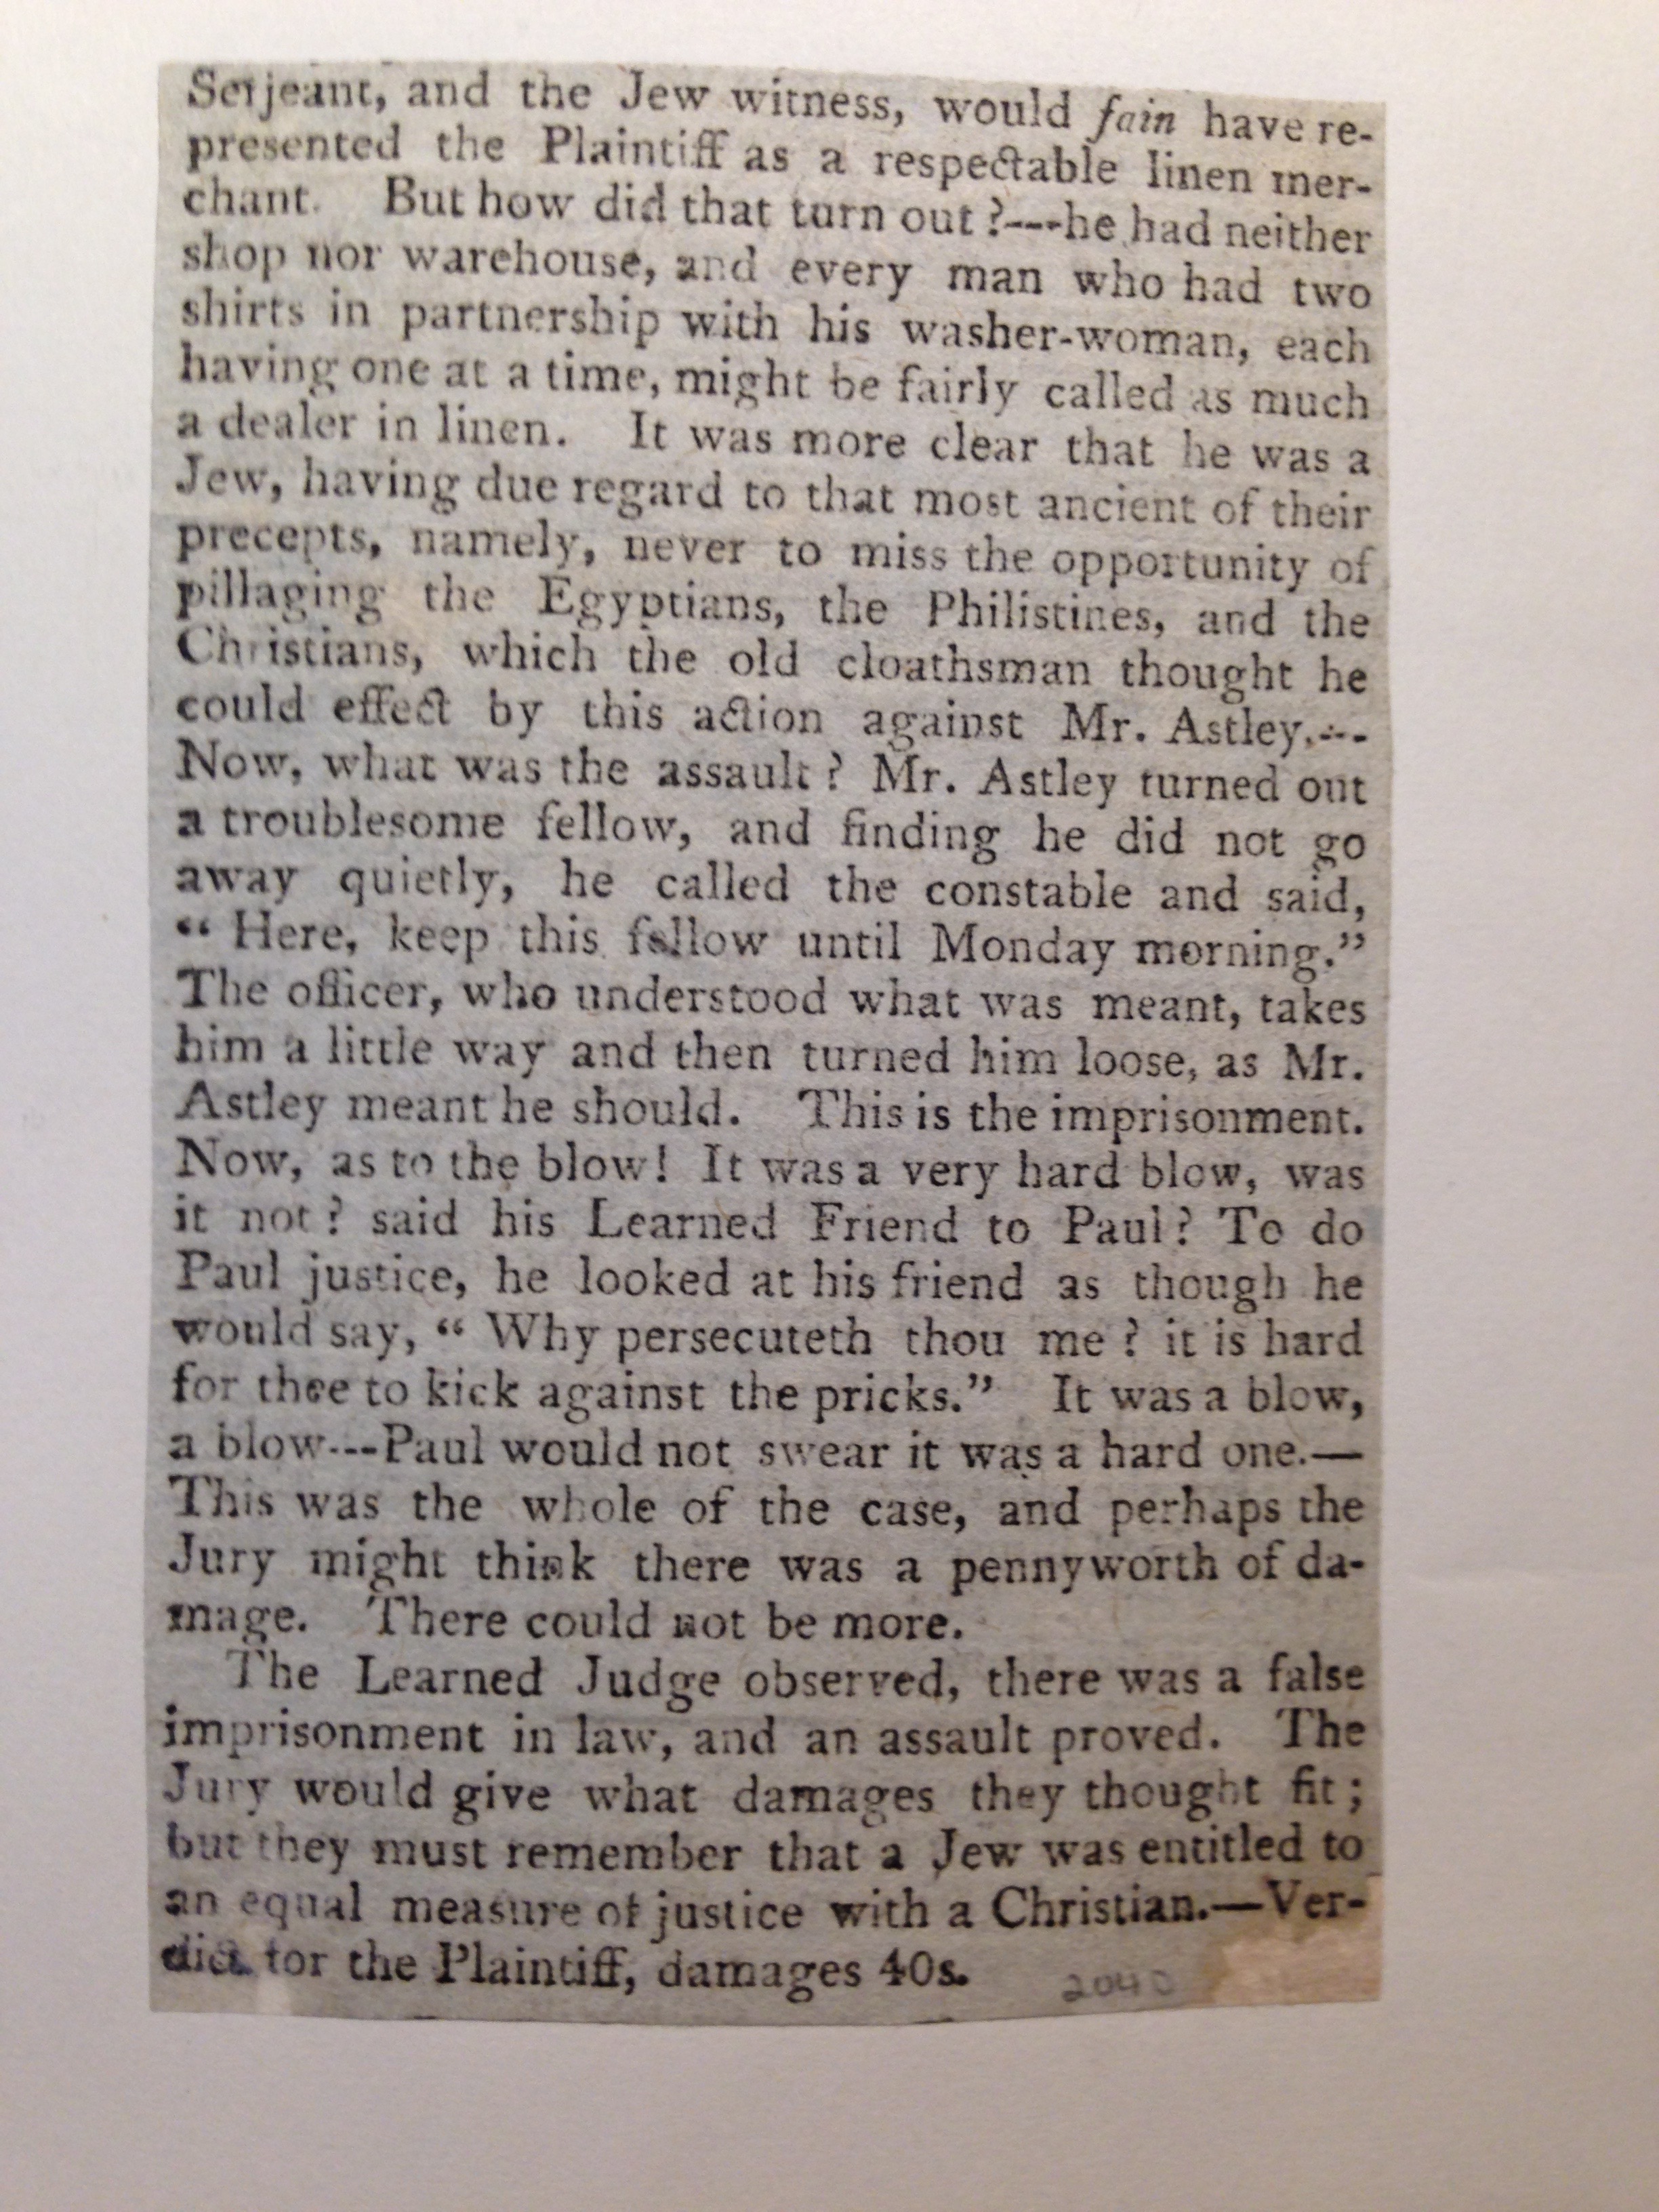 Serjeant, and the Jew witness, would fain have re-
presented the Plaintiff as a respectable linen mer-
chant. But how did that turn out?---he had neither
shop nor warehouse, and every man who had two
shirts in partnership with his washer-woman, each
having one at a time, might be fairly called as much
a dealer in linen. It was more clear that he was a
Jew, having due regard to that most ancient of their
precepts, namely, never to miss the opportunity of
pillaging the Egyptians, the Philistines, and the
Christians, which the old cloathsman thought he
could effect by this action against Mr. Astley.---
Now, what was the assault? Mr. Astley turned out
a troublesome fellow, and finding he did not go
away quietly, he called the constable and said,
“ Here, keep this fellow until Monday morning.”
The officer, who understood what was meant, takes
him a little way and then turned him loose, as Mr.
Astley meant he should. This is the imprisonment.
Now, as to the blow! It was a very hard blow, was
it not? said his Learned Friend to Paul? To do
Paul justice, he looked at his friend as though he
would say, “ Why persecuteth thou me? it is hard
for thee to kick against the pricks.” It was a blow,
a blow---Paul would not swear it was a hard one.—
This was the whole of the case, and perhaps the
Jury might think there was a pennyworth of da-
mage. There could not be more.
The Learned Judge observed, there was a false
imprisonment in law, and an assault proved. The
Jury would give what damages they thought fit;
but they must remember that a Jew was entitled to
an equal measure of justice with a Christian.—Ver-
dict for the Plaintiff, damages 40s.
2040